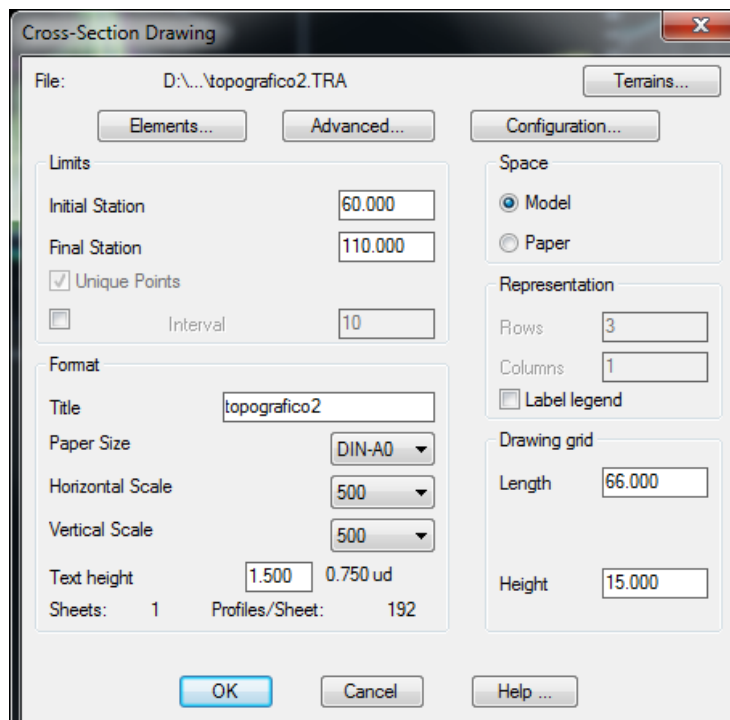 Cross-Section Drawing
File: D:\...\topografico2.TRA Terrains...
Elements... Advanced... Configuration...
Limits
Initial Station 60.000
Final Station 110.000
Unique Points
Interval 10
Space
Model
Paper
Representation
Rows 3
Columns 1
Label legend
Format
Title topografico2
Paper Size DIN-A0
Horizontal Scale 500
Vertical Scale 500
Text height 1.500 0.750 ud
Sheets: 1 Profiles/Sheet: 192
Drawing grid
Length 66.000
Height 15.000
OK Cancel Help ...